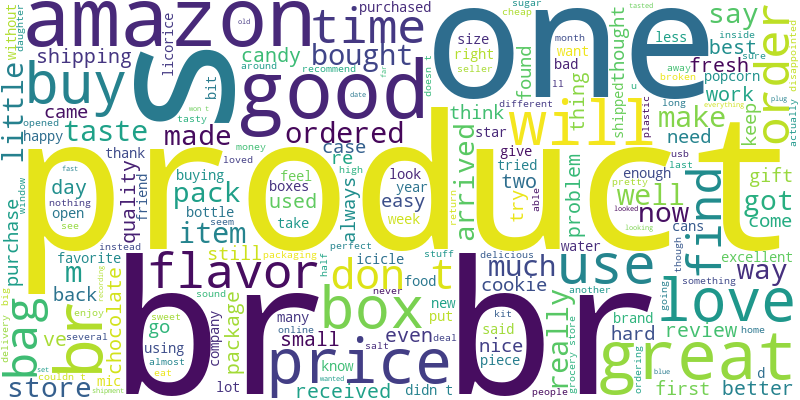 amazon
s
one
time
purchased
sugar
cheap
tasted
month
old
without
daughter
licorice
shipping
candy
bought
size
right
seller
less
want
bad
away
broken
say
best
inside
sure
fresh
popcorn
order
disappointed
buy
good
little
bit
around
recommend
far
doesn t
found
thing
shipped
thought
u
plastic
long
work
keep
plug
actually
came
taste
tasty
won t
date
ll
different
everything
opened
happy
made
ordered
think
star
will
make
need
product
thank
money
case
re
give
arrived
fast
day
nothing
window
open
see
loved
buying
feel
boxes
high
look
year
tried
two
able
enough
usb
last
pretty
looked
looking
quality
friend
pack
bottle
used
always
easy
try
problem
well
now
got
gift
come
purchase
item
seem
take
week
return
water
cans
though
find
excellent
way
something
m
favorite
instead
flavor
still
packaging
perfect
icicle
stuff
don t
delicious
much
use
bag
back
br
br
half
food
cookie
another
going
love
delivery
big
ve
several
enjoy
chocolate
recording
sweet
go
sound
company
package
many
online
box
never
new
put
even
deal
kit
said
nice
really
brand
hard
review
home
set
couldn t
br
using
almost
eat
small
price
salt
know
piece
grocery store
ordering
blue
great
store
shipment
mic
lot
received
wanted
didn t
people
first
better
d